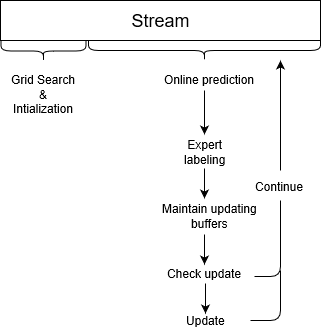 Stream
Grid Search
&
Intialization
Online prediction
Expert
labeling
Maintain updating
buffers
Continue
Check update
Update